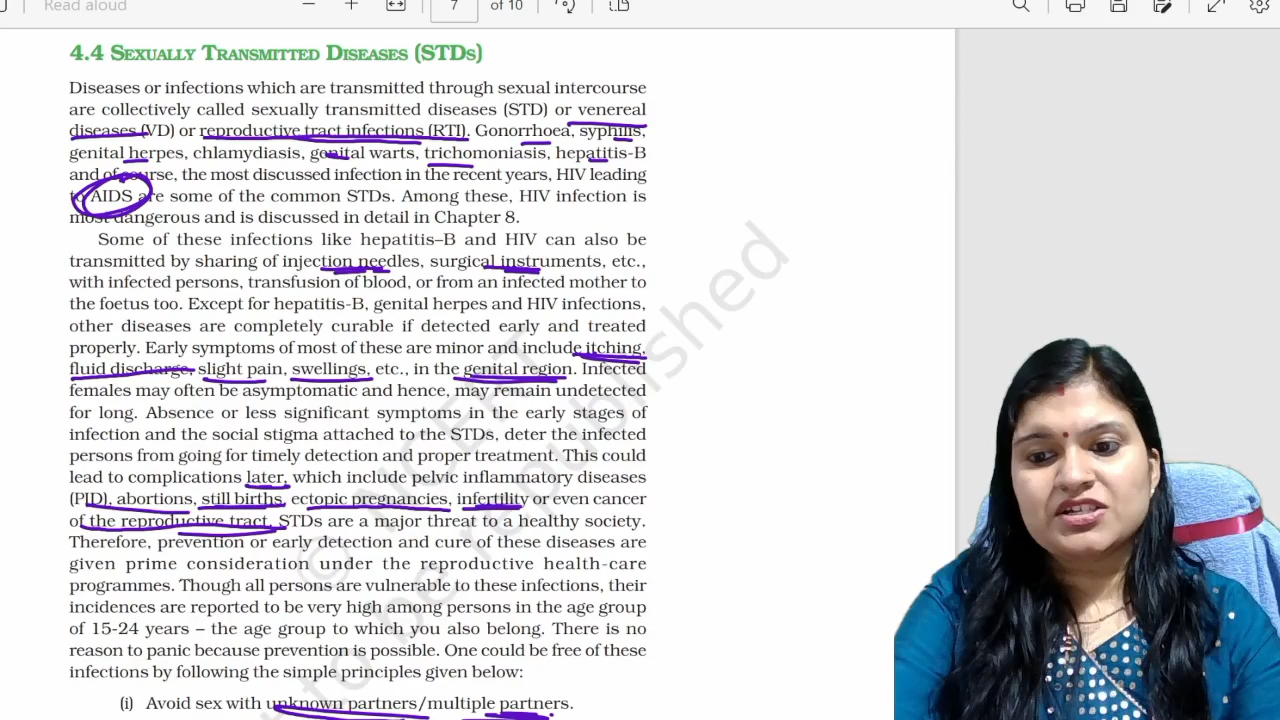 Read aloud
7 of 10
4.4 SEXUALLY TRANSMITTED DISEASES (STDS)
Diseases or infections which are transmitted through sexual intercourse
are collectively called sexually transmitted diseases (STD) or venereal
diseases (VD) or reproductive tract infections (RTI). Gonorrhoea, syphilis,
genital herpes, chlamydiasis, genital warts, trichomoniasis, hepatitis-B
and of course, the most discussed infection in the recent years, HIV leading
to AIDS are some of the common STDs. Among these, HIV infection is
most dangerous and is discussed in detail in Chapter 8.
Some of these infections like hepatitis–B and HIV can also be
transmitted by sharing of injection needles, surgical instruments, etc.,
with infected persons, transfusion of blood, or from an infected mother to
the foetus too. Except for hepatitis-B, genital herpes and HIV infections,
other diseases are completely curable if detected early and treated
properly. Early symptoms of most of these are minor and include itching,
fluid discharge, slight pain, swellings, etc., in the genital region. Infected
females may often be asymptomatic and hence, may remain undetected
for long. Absence or less significant symptoms in the early stages of
infection and the social stigma attached to the STDs, deter the infected
persons from going for timely detection and proper treatment. This could
lead to complications later, which include pelvic inflammatory diseases
(PID), abortions, still births, ectopic pregnancies, infertility or even cancer
of the reproductive tract. STDs are a major threat to a healthy society.
Therefore, prevention or early detection and cure of these diseases are
given prime consideration under the reproductive health-care
programmes. Though all persons are vulnerable to these infections, their
incidences are reported to be very high among persons in the age group
of 15-24 years – the age group to which you also belong. There is no
reason to panic because prevention is possible. One could be free of these
infections by following the simple principles given below:
(i) Avoid sex with unknown partners/multiple partners.
© NCERT
not to be republished